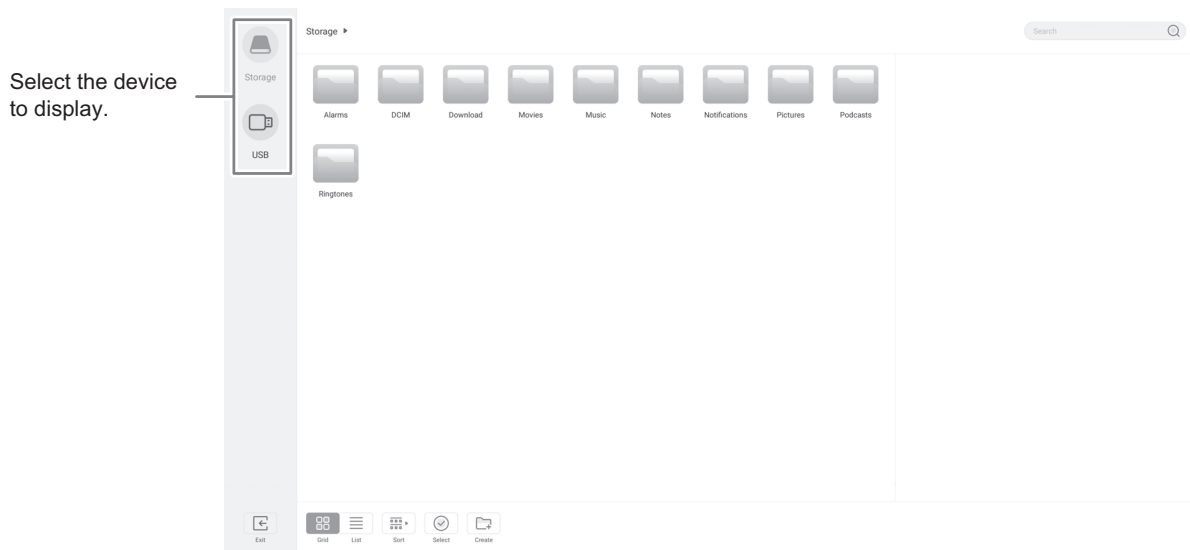 Select the device
to display.
Storage
USB
Exit
Storage
Search
Alarms DCIM Download Movies Music Notes Notifications Pictures Podcasts
Ringtones
Grid List Sort Select Create